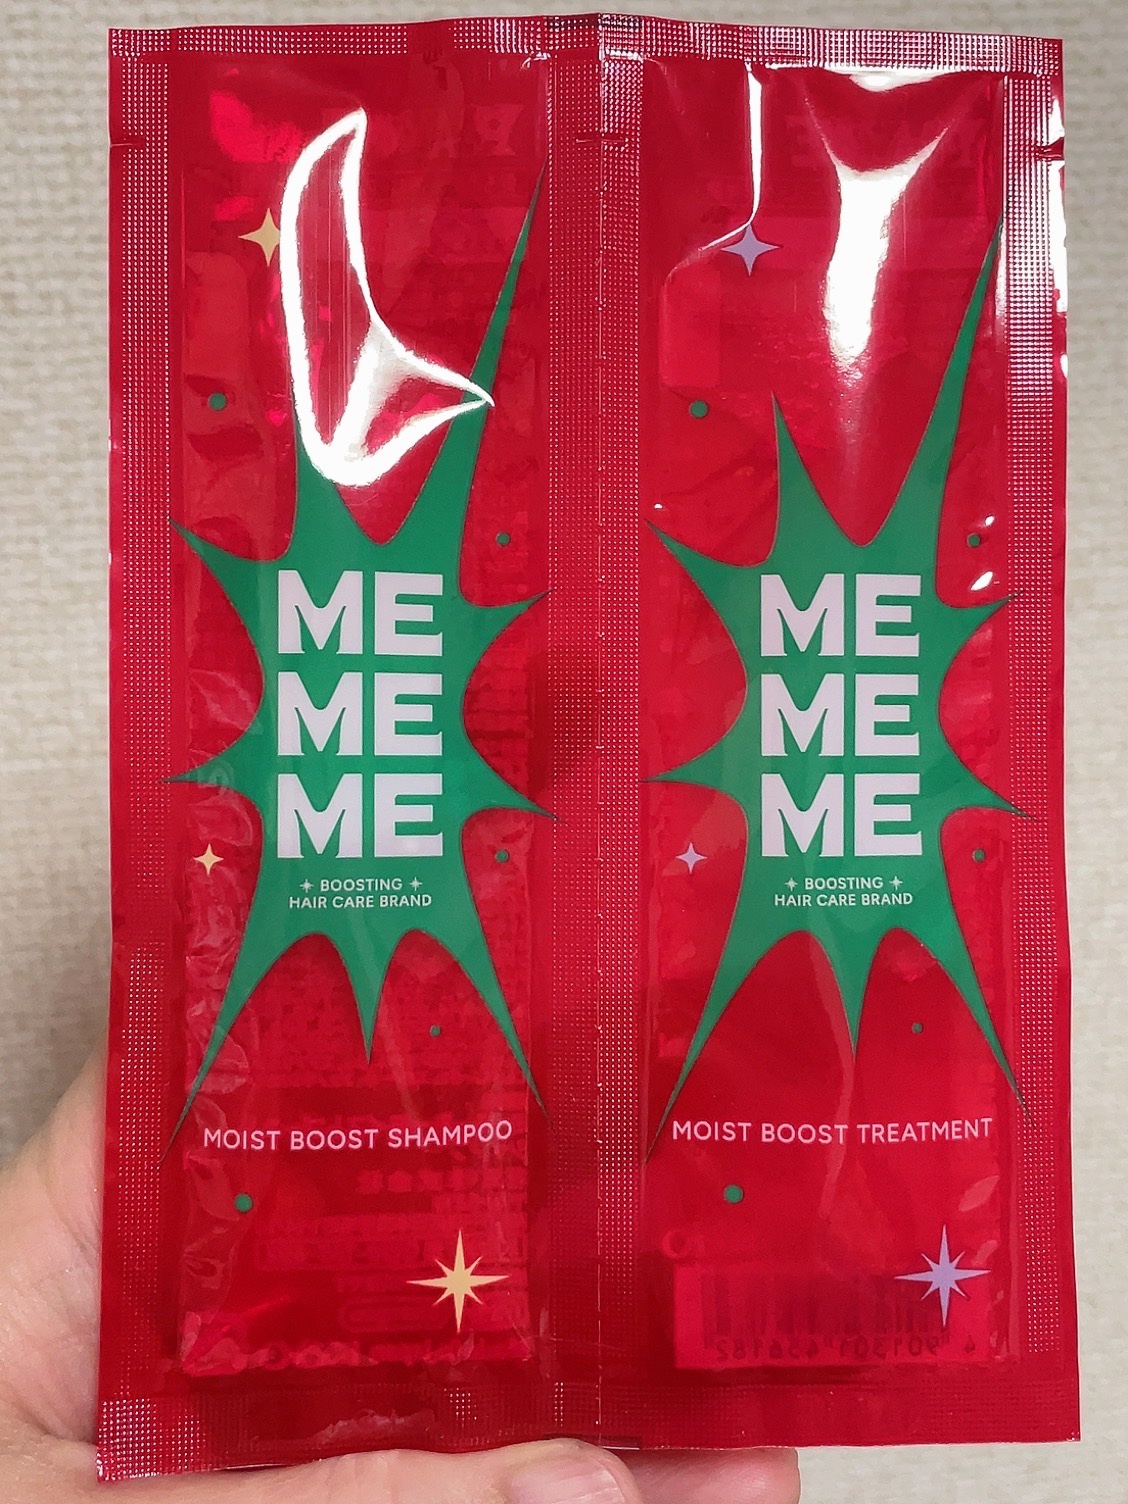 ME
ME
ME
BOOSTING
HAIR CARE BRAND
MOIST BOOST SHAMPOO
ME
ME
ME
BOOSTING
HAIR CARE BRAND
MOIST BOOST TREATMENT